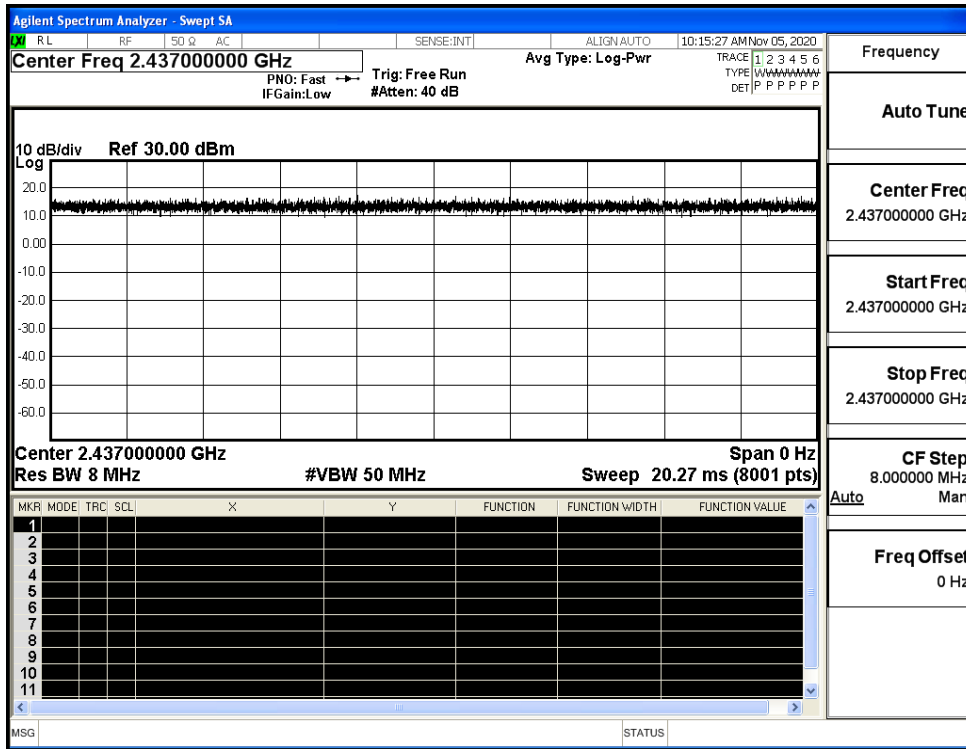 Agilent Spectrum Analyzer - Swept SA
LXI RL RF 50 Ω AC SENSE:INT ALIGN AUTO 10:15:27 AM Nov 05, 2020
Center Freq 2.437000000 GHz
PNO: Fast
IFGain:Low
Trig: Free Run
#Atten: 40 dB
Avg Type: Log-Pwr
TRACE 1 2 3 4 5 6
TYPE
DET P P P P P P
10 dB/div Ref 30.00 dBm
Log
20.0
10.0
0.00
-10.0
-20.0
-30.0
-40.0
-50.0
-60.0
Center 2.437000000 GHz Span 0 Hz
Res BW 8 MHz #VBW 50 MHz Sweep 20.27 ms (8001 pts)
MKR MODE TRC SCL X Y FUNCTION FUNCTION WIDTH FUNCTION VALUE
1
2
3
4
5
6
7
8
9
10
11
MSG STATUS
Frequency
Auto Tune
Center Freq
2.437000000 GHz
Start Freq
2.437000000 GHz
Stop Freq
2.437000000 GHz
CF Step
8.000000 MHz
Auto Man
Freq Offset
0 Hz